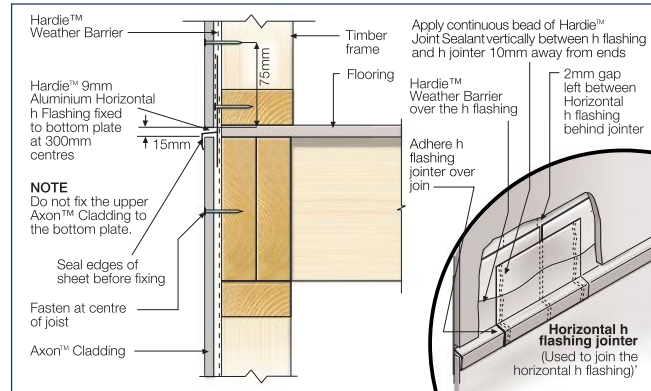 Hardie™
Weather Barrier
Hardie™ 9mm
Aluminium Horizontal
h Flashing fixed
to bottom plate
at 300mm
centres
15mm
NOTE
Do not fix the upper
Axon™ Cladding to
the bottom plate.
Seal edges of
sheet before fixing
Fasten at centre
of joist
Axon™ Cladding
75mm
Timber
frame
Flooring
Apply continuous bead of Hardie™
Joint Sealant vertically between h flashing
and h jointer 10mm away from ends
Hardie™
Weather Barrier
over the h flashing
2mm gap
left between
Horizontal
h flashing
behind jointer
Adhere h
flashing
jointer over
join
Horizontal h
flashing jointer
(Used to join the
horizontal h flashing)'